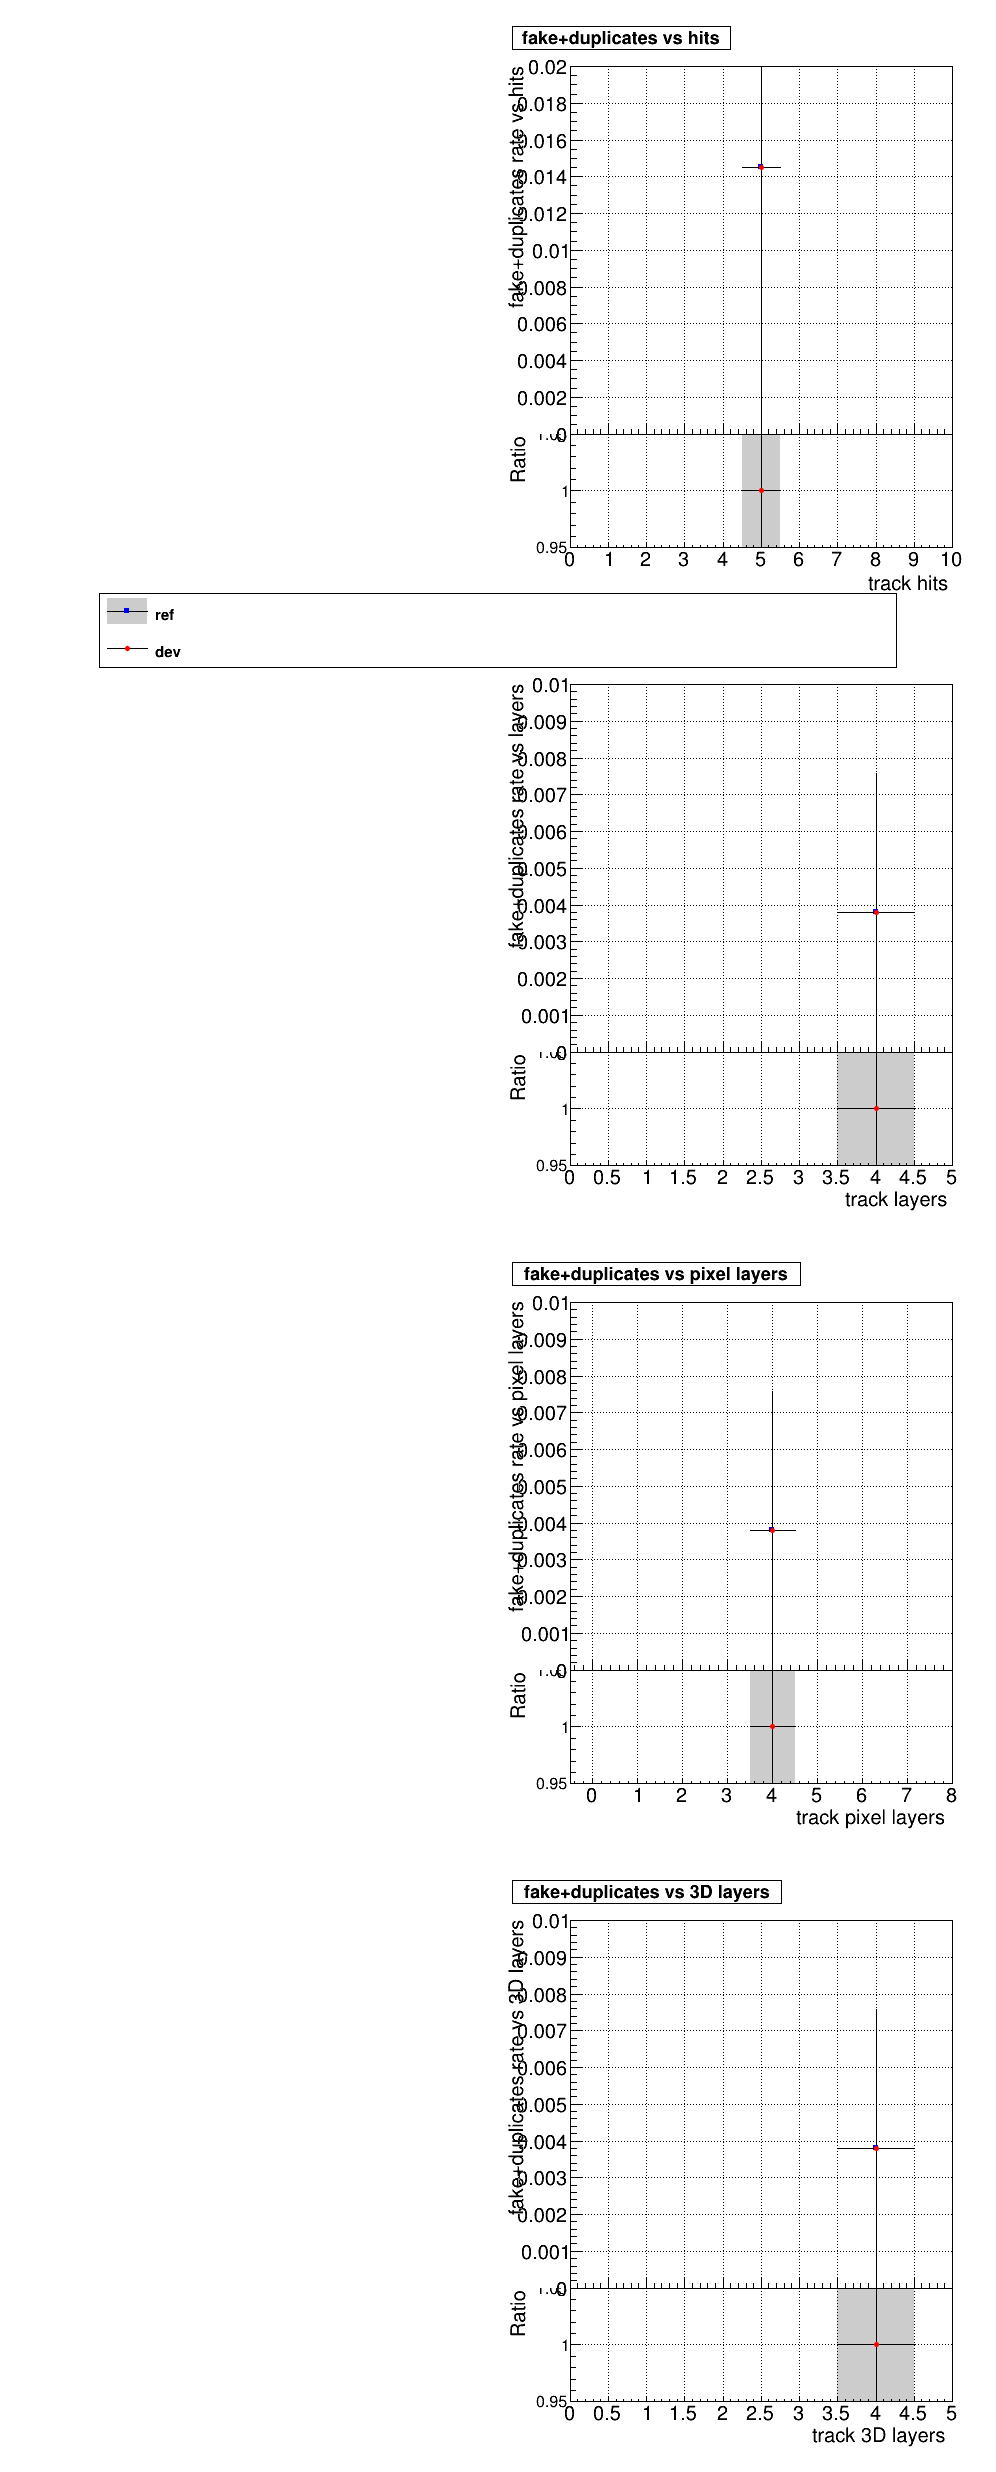 fake+duplicates vs hits
fake+duplicates rate vs hits
0.02
0.018
0.016
0.014
0.012
0.01
0.008
0.006
0.004
0.002
0
Ratio
1
0.95
0 1 2 3 4 5 6 7 8 9 10
track hits
ref
dev
fake+duplicates rate vs layers
0.01
0.009
0.008
0.007
0.006
0.005
0.004
0.003
0.002
0.001
0
Ratio
1
0.95
0 0.5 1 1.5 2 2.5 3 3.5 4 4.5 5
track layers
fake+duplicates vs pixel layers
fake+duplicates rate vs pixel layers
0.01
0.009
0.008
0.007
0.006
0.005
0.004
0.003
0.002
0.001
0
Ratio
1
0.95
0 1 2 3 4 5 6 7 8
track pixel layers
fake+duplicates vs 3D layers
fake+duplicates rate vs 3D layers
0.01
0.009
0.008
0.007
0.006
0.005
0.004
0.003
0.002
0.001
0
Ratio
1
0.95
0 0.5 1 1.5 2 2.5 3 3.5 4 4.5 5
track 3D layers